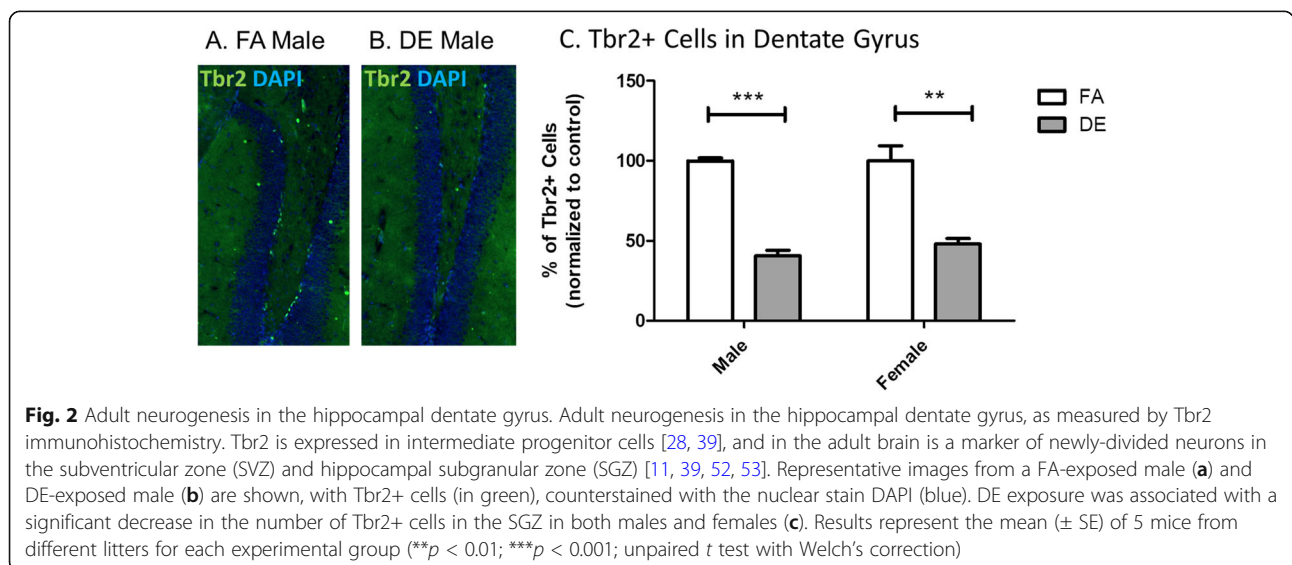 A. FA Male
B. DE Male
C. Tbr2+ Cells in Dentate Gyrus
Tbr2 DAPI
Tbr2 DAPI
% of Tbr2+ Cells
(normalized to control)
150
100
50
0
***
**
FA
DE
Male
Female
Fig. 2 Adult neurogenesis in the hippocampal dentate gyrus. Adult neurogenesis in the hippocampal dentate gyrus, as measured by Tbr2
immunohistochemistry. Tbr2 is expressed in intermediate progenitor cells [28, 39], and in the adult brain is a marker of newly-divided neurons in
the subventricular zone (SVZ) and hippocampal subgranular zone (SGZ) [11, 39, 52, 53]. Representative images from a FA-exposed male (a) and
DE-exposed male (b) are shown, with Tbr2+ cells (in green), counterstained with the nuclear stain DAPI (blue). DE exposure was associated with a
significant decrease in the number of Tbr2+ cells in the SGZ in both males and females (c). Results represent the mean (± SE) of 5 mice from
different litters for each experimental group (**p < 0.01; ***p < 0.001; unpaired t test with Welch's correction)